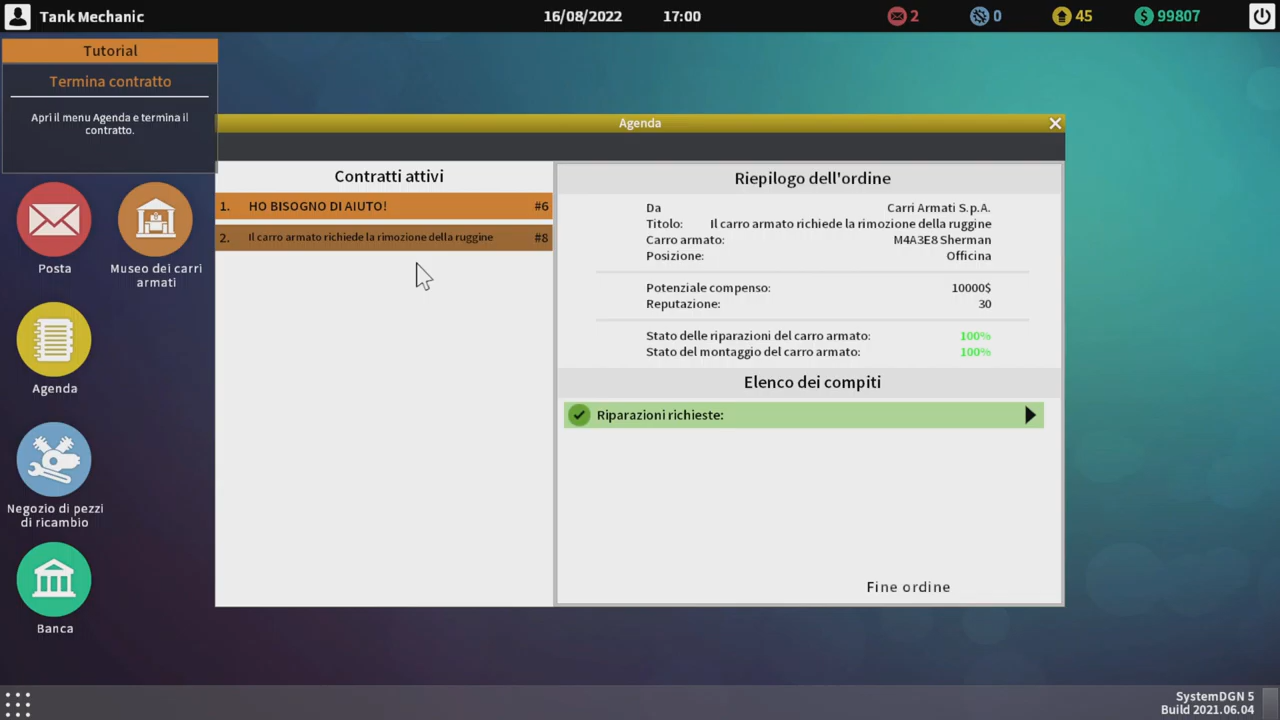 Tank Mechanic
16/08/2022
17:00
2
0
45
$ 99807
Tutorial
Termina contratto
Apri il menu Agenda e termina il
contratto.
Posta
Museo dei carri
armati
Agenda
Negozio di pezzi
di ricambio
Banca
Agenda
Contratti attivi
1. HO BISOGNO DI AIUTO! #6
2. Il carro armato richiede la rimozione della ruggine #8
Riepilogo dell'ordine
Da Carri Armati S.p.A.
Titolo: Il carro armato richiede la rimozione della ruggine
Carro armato: M4A3E8 Sherman
Posizione: Officina
Potenziale compenso: 10000$
Reputazione: 30
Stato delle riparazioni del carro armato: 100%
Stato del montaggio del carro armato: 100%
Elenco dei compiti
Riparazioni richieste:
Fine ordine
SystemDGN 5
Build 2021.06.04